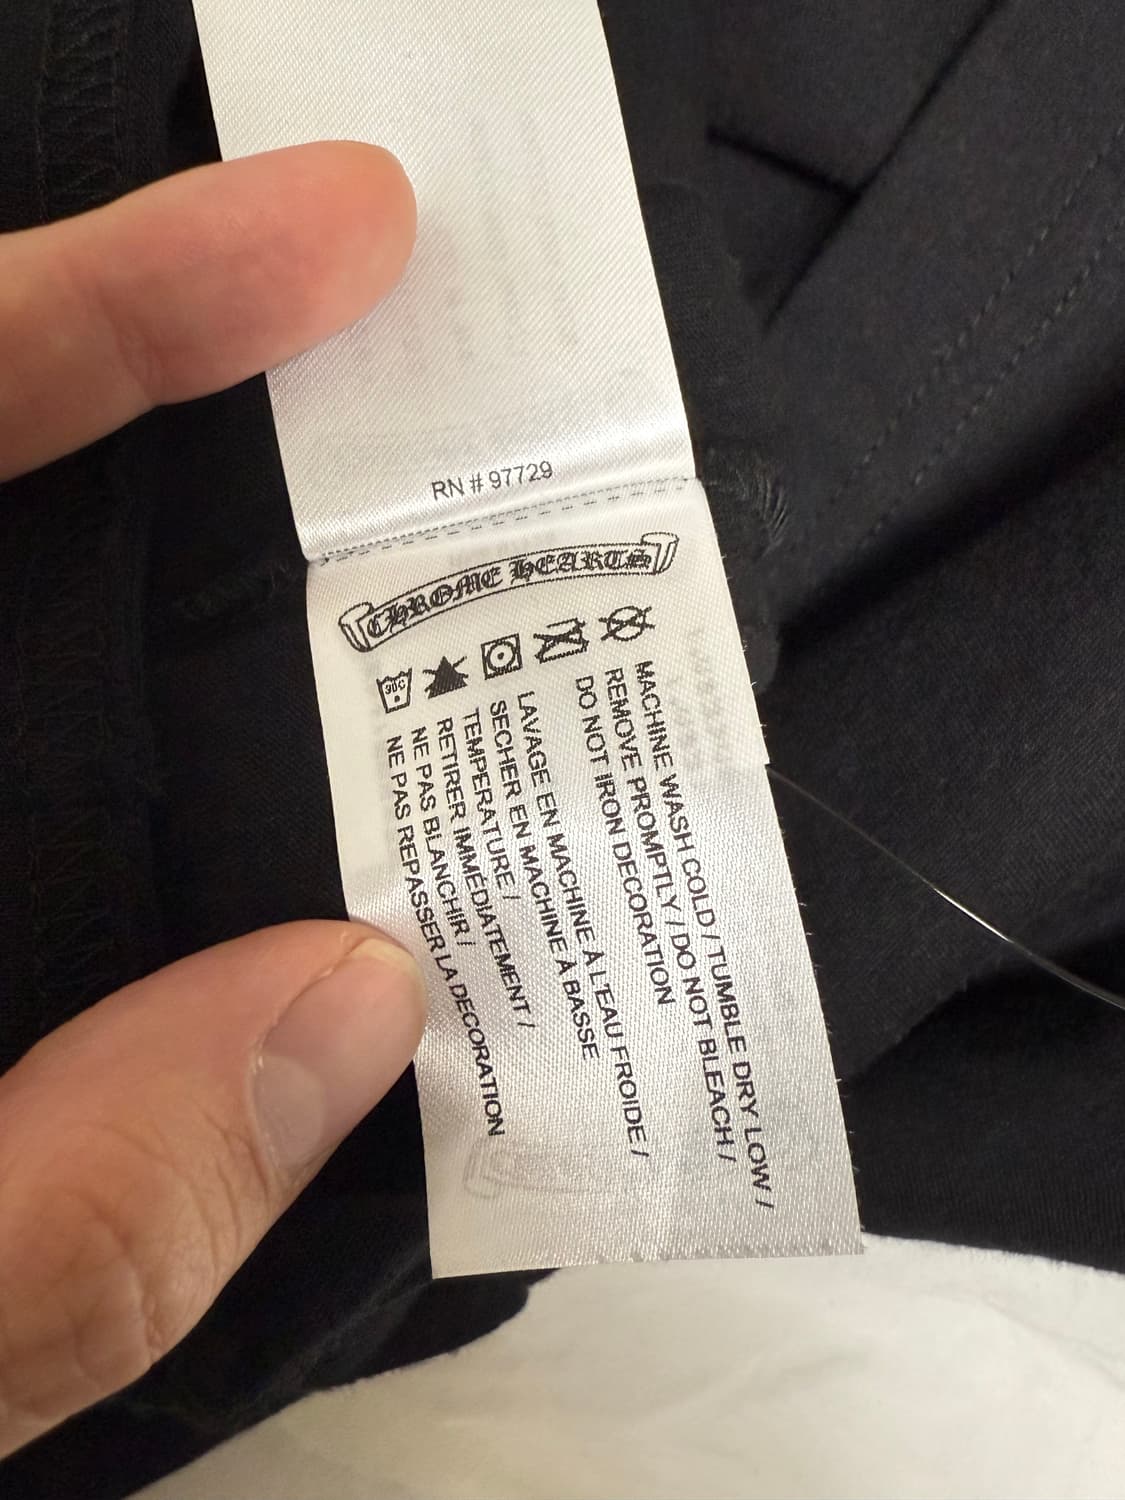 RN # 97729
CHROME HEARTS
30C
MACHINE WASH COLD / TUMBLE DRY LOW /
REMOVE PROMPTLY / DO NOT BLEACH /
DO NOT IRON DECORATION
LAVAGE EN MACHINE À L'EAU FROIDE /
SECHER EN MACHINE À BASSE
TEMPERATURE /
RETIRER IMMÉDIATEMENT /
NE PAS BLANCHIR /
NE PAS REPASSER LA DECORATION